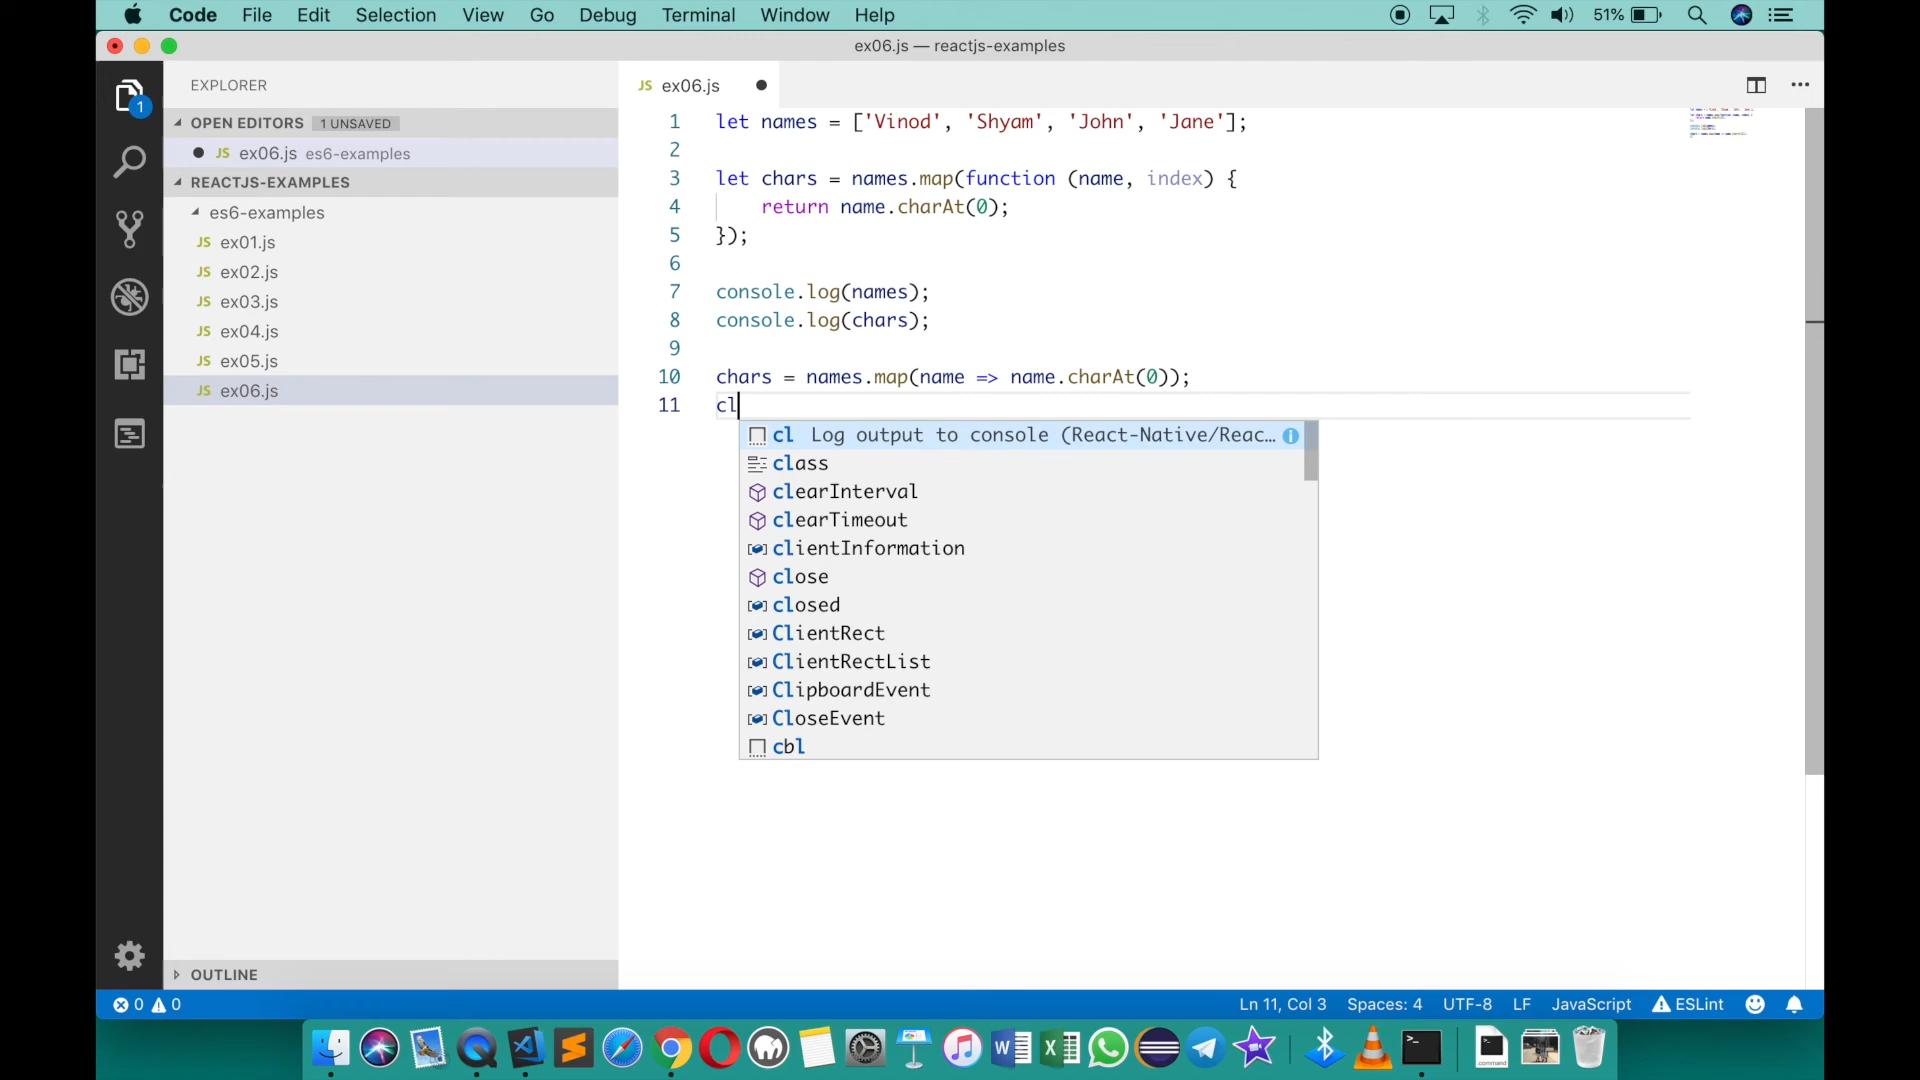 Code File Edit Selection View Go Debug Terminal Window Help 51%
ex06.js — reactjs-examples
EXPLORER
JS ex06.js
OPEN EDITORS 1 UNSAVED
JS ex06.js es6-examples
REACTJS-EXAMPLES
es6-examples
JS ex01.js
JS ex02.js
JS ex03.js
JS ex04.js
JS ex05.js
JS ex06.js
OUTLINE
1
1 let names = ['Vinod', 'Shyam', 'John', 'Jane'];
2
3 let chars = names.map(function (name, index) {
4 return name.charAt(0);
5 });
6
7 console.log(names);
8 console.log(chars);
9
10 chars = names.map(name => name.charAt(0));
11 cl
cl Log output to console (React-Native/Reac…
class
clearInterval
clearTimeout
clientInformation
close
closed
ClientRect
ClientRectList
ClipboardEvent
CloseEvent
cbl
0 0 Ln 11, Col 3 Spaces: 4 UTF-8 LF JavaScript ESLint